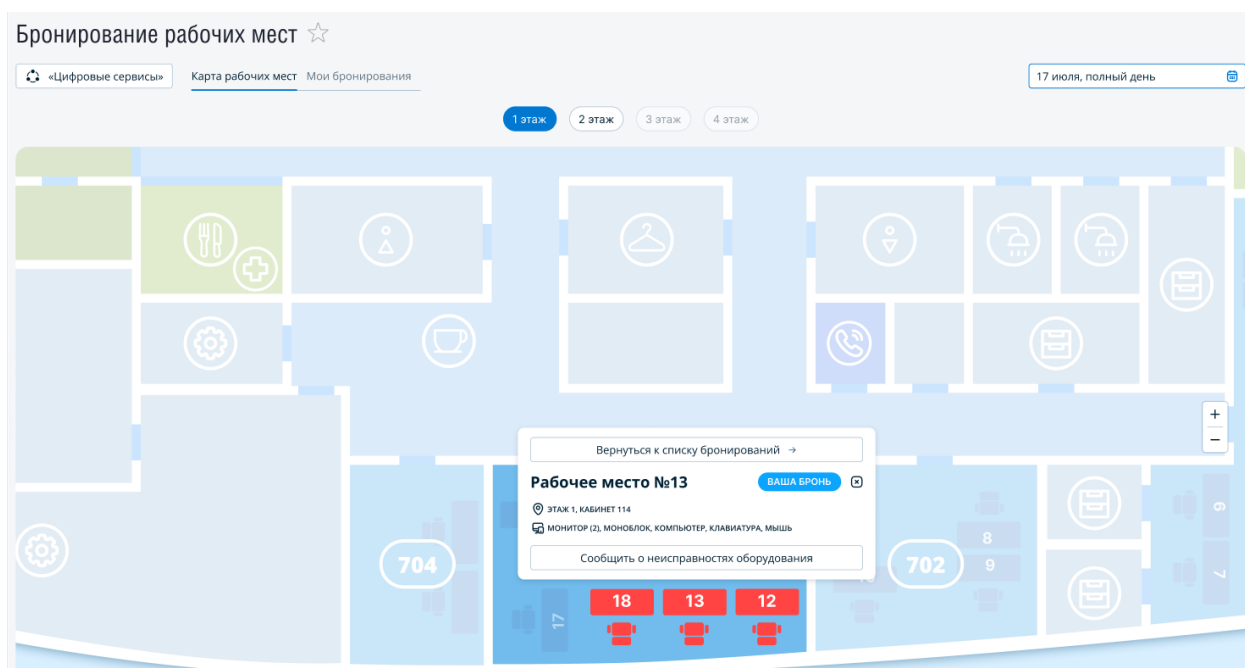 Бронирование рабочих мест
«Цифровые сервисы»
Карта рабочих мест
Мои бронирования
17 июля, полный день
1 этаж
2 этаж
3 этаж
4 этаж
+
−
Вернуться к списку бронирований →
Рабочее место №13
ВАША БРОНЬ
ЭТАЖ 1, КАБИНЕТ 114
МОНИТОР (2), МОНОБЛОК, КОМПЬЮТЕР, КЛАВИАТУРА, МЫШЬ
Сообщить о неисправностях оборудования
704
702
8
9
6
7
17
18
13
12